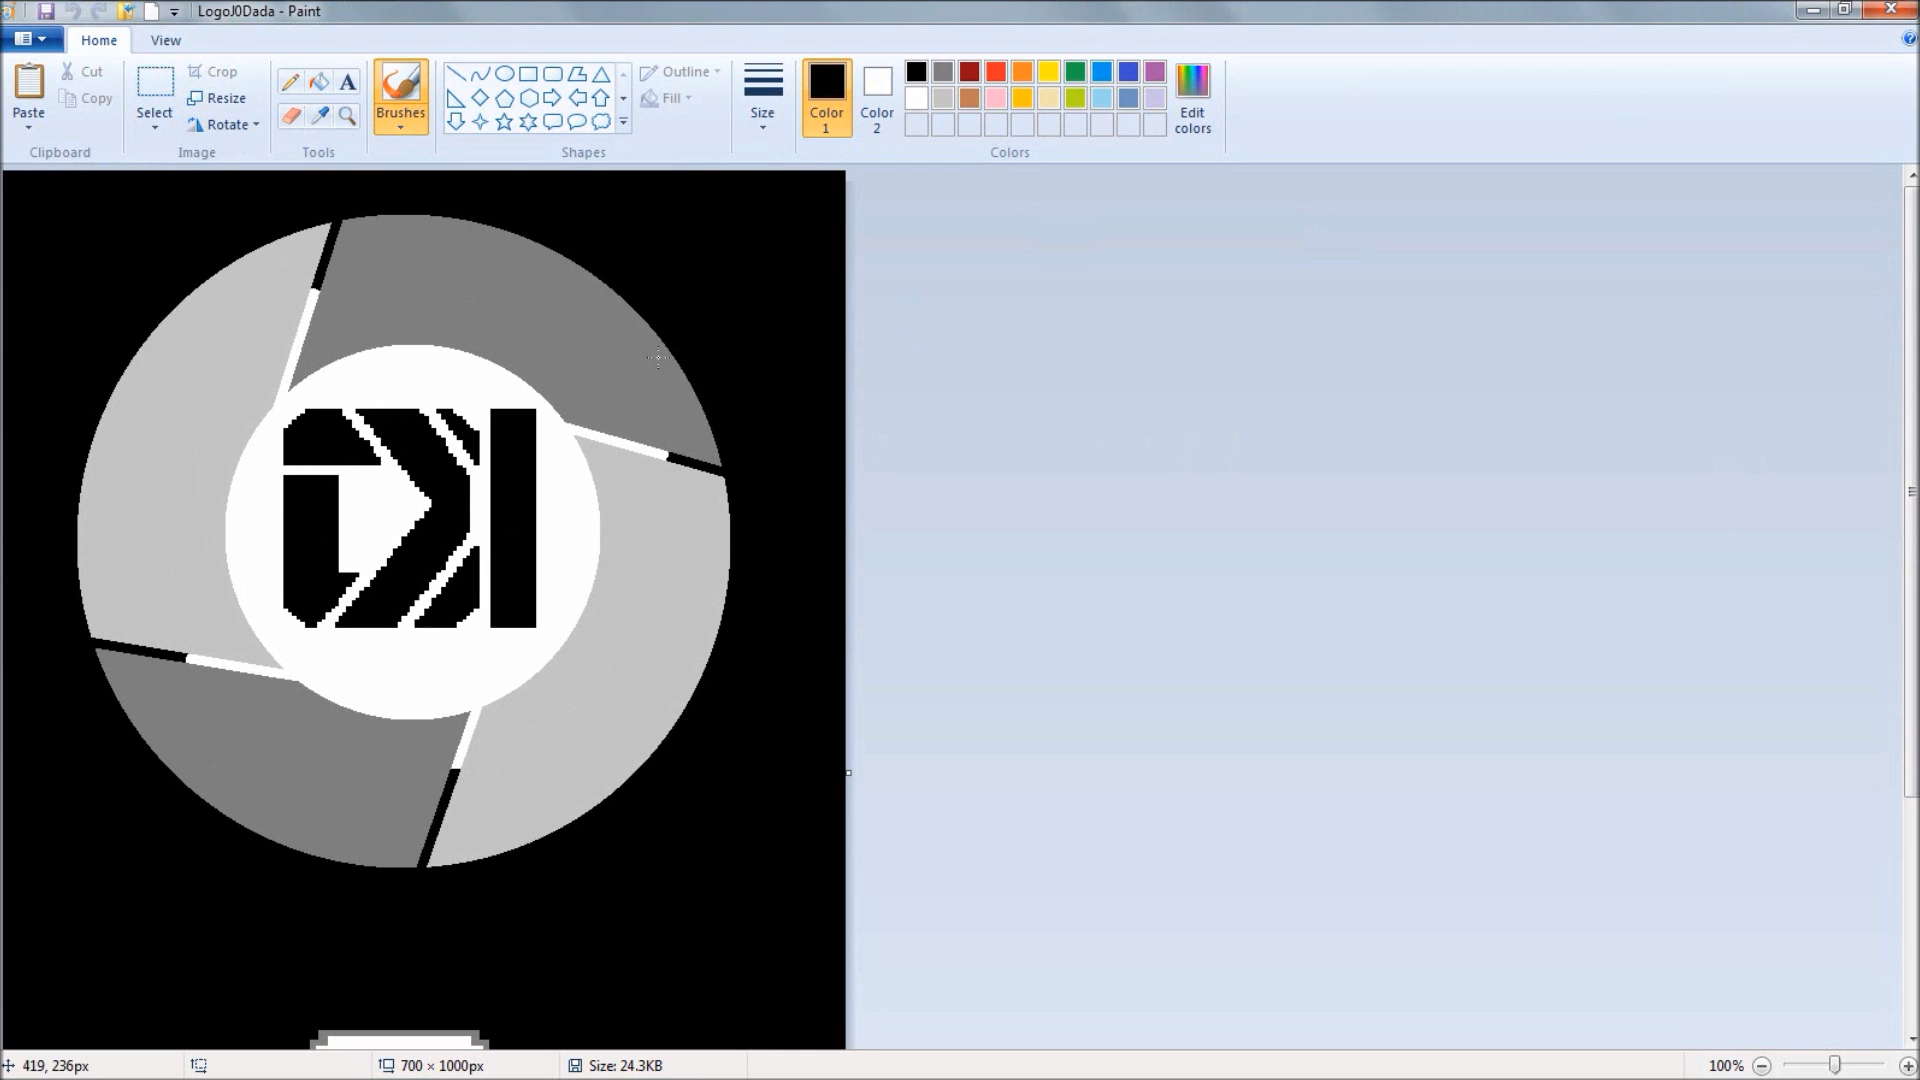 LogoJ0Dada - Paint
Home View
Paste
Cut
Copy
Clipboard
Select
Crop
Resize
Rotate
Image
A
Tools
Brushes
Outline
Fill
Shapes
Size
Color 1
Color 2
Edit colors
Colors
419, 236px
700 × 1000px
Size: 24.3KB
100%